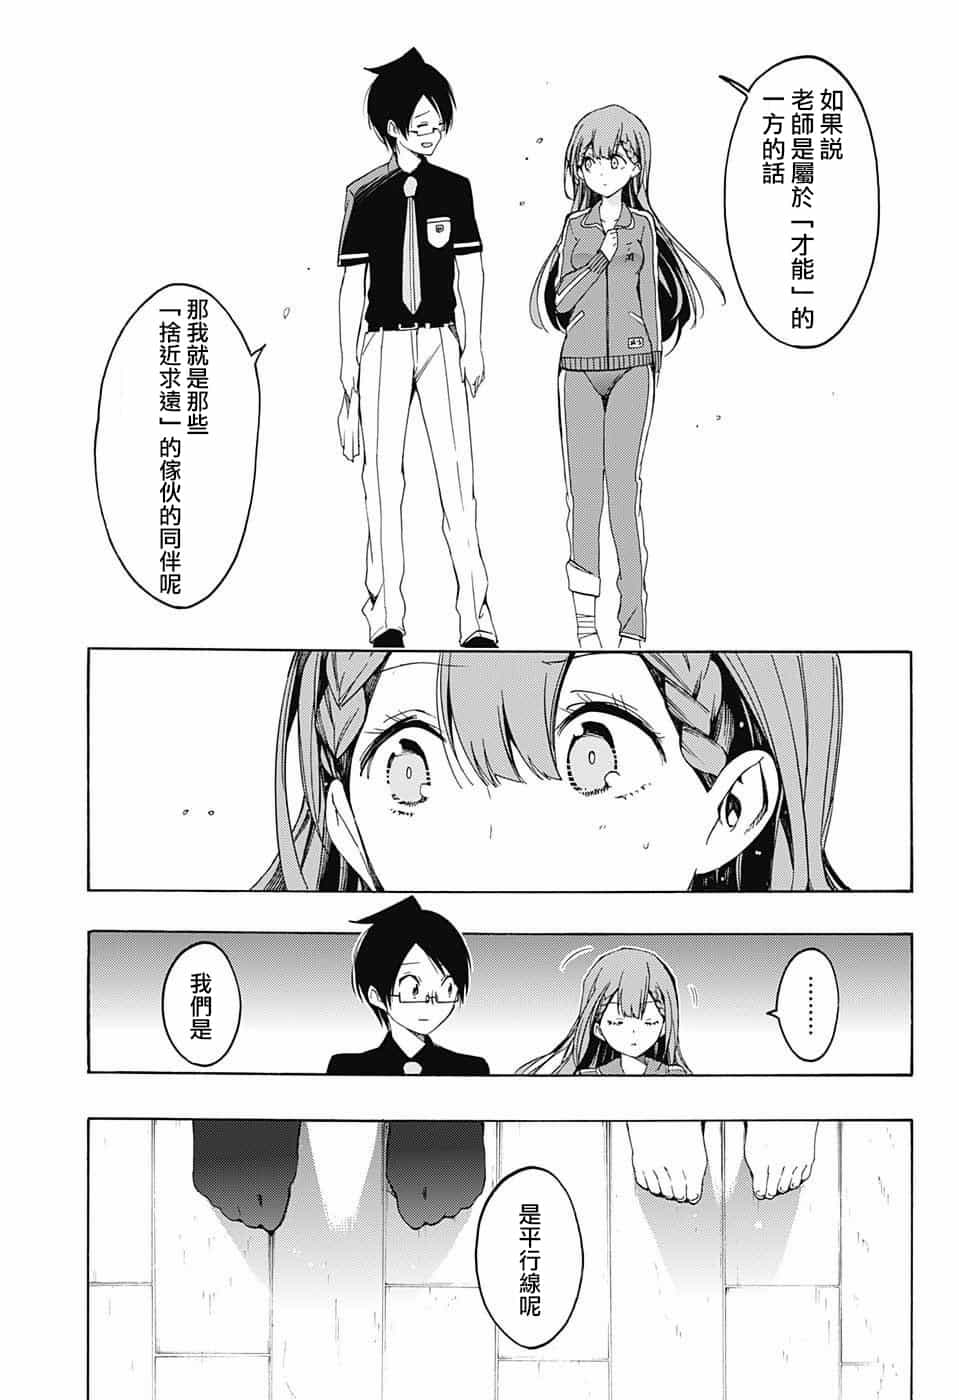 如果説
老師是屬於「才能」的
一方的話
那我就是那些
「捨近求遠」的傢伙的同伴呢
………
我們是
是平行線呢